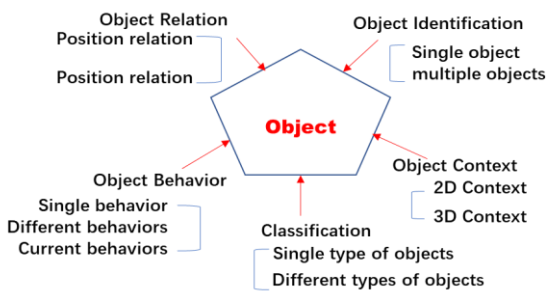 Object Relation
Position relation
Position relation
Object Identification
Single object
multiple objects
Object
Object Behavior
Single behavior
Different behaviors
Current behaviors
Object Context
2D Context
3D Context
Classification
Single type of objects
Different types of objects